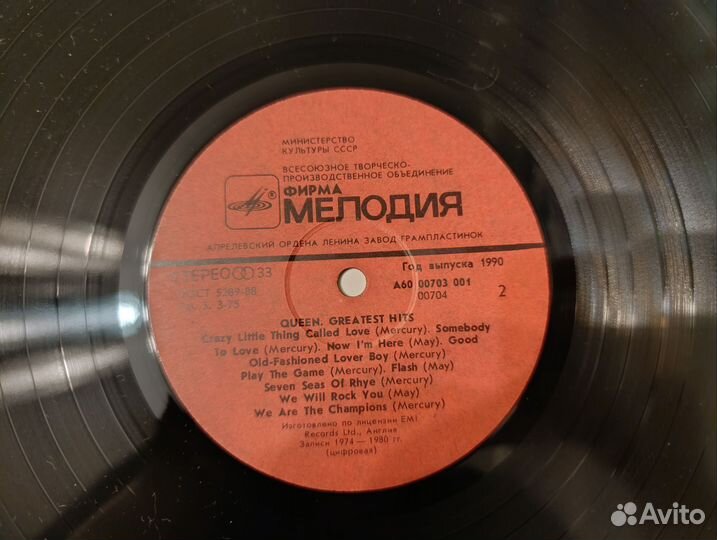 МИНИСТЕРСТВО
КУЛЬТУРЫ СССР
ВСЕСОЮЗНОЕ ТВОРЧЕСКО-
ПРОИЗВОДСТВЕННОЕ ОБЪЕДИНЕНИЕ
ФИРМА
МЕЛОДИЯ
АПРЕЛЕВСКИЙ ОРДЕНА ЛЕНИНА ЗАВОД ГРАМПЛАСТИНОК
СТЕРЕО 33
ГОСТ 5289-88
Год выпуска 1990
А60 00703 001
00704
2
3-75
QUEEN. GREATEST HITS
Crazy Little Thing Called Love (Mercury). Somebody
To Love (Mercury). Now I'm Here (May). Good
Old-Fashioned Lover Boy (Mercury)
Play The Game (Mercury). Flash (May)
Seven Seas Of Rhye (Mercury)
We Will Rock You (May)
We Are The Champions (Mercury)
Изготовлено по лицензии EMI
Records Ltd., Англия
Записи 1974 — 1980 гг.
(цифровая)
Avito